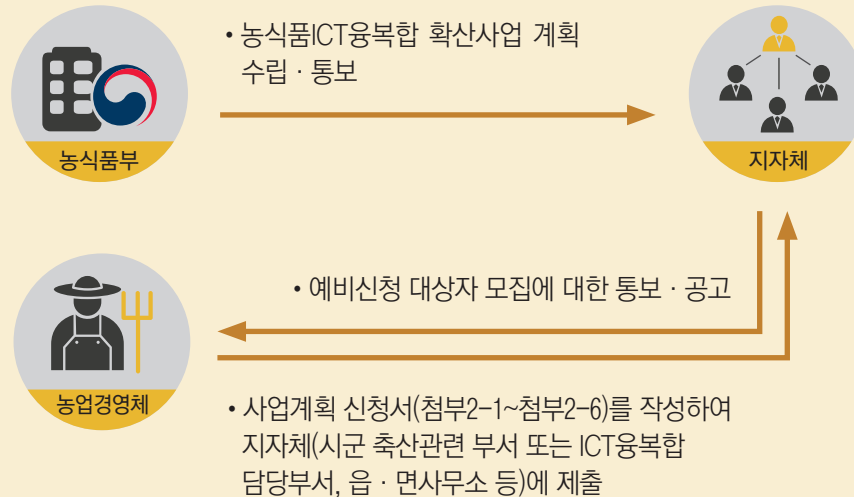 • 농식품ICT융복합 확산사업 계획
수립 · 통보
농식품부
지자체
• 예비신청 대상자 모집에 대한 통보 · 공고
농업경영체
• 사업계획 신청서(첨부2-1~첨부2-6)를 작성하여
지자체(시군 축산관련 부서 또는 ICT융복합
담당부서, 읍 · 면사무소 등)에 제출